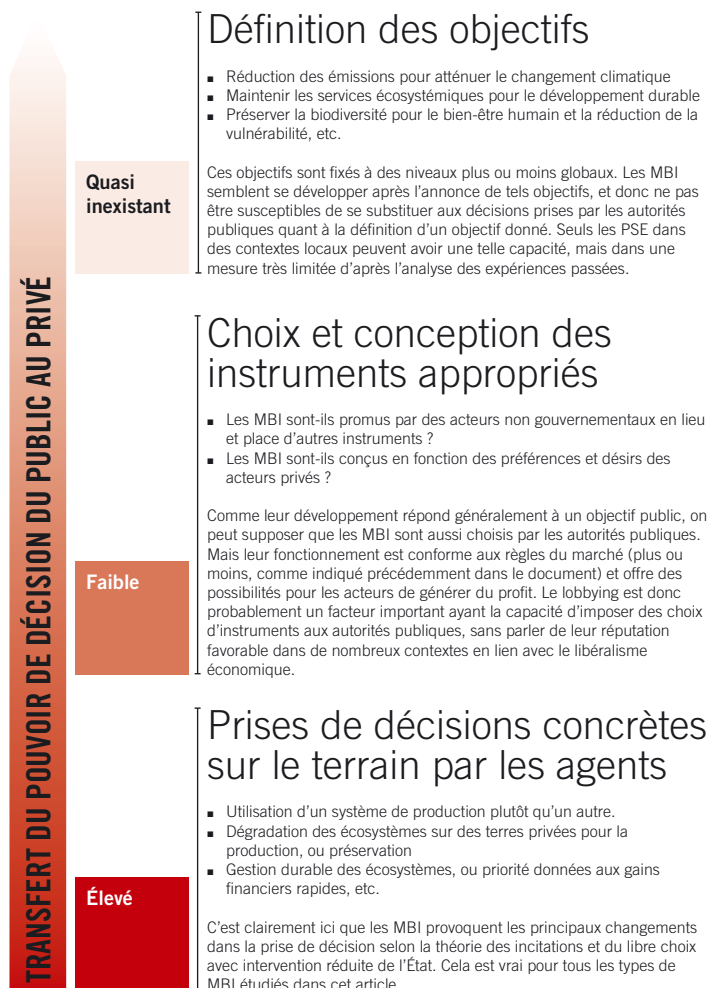 TRANSFERT DU POUVOIR DE DÉCISION DU PUBLIC AU PRIVÉ
Définition des objectifs
▪ Réduction des émissions pour atténuer le changement climatique
▪ Maintenir les services écosystémiques pour le développement durable
▪ Préserver la biodiversité pour le bien-être humain et la réduction de la
vulnérabilité, etc.
Quasi
inexistant
Ces objectifs sont fixés à des niveaux plus ou moins globaux. Les MBI
semblent se développer après l’annonce de tels objectifs, et donc ne pas
être susceptibles de se substituer aux décisions prises par les autorités
publiques quant à la définition d’un objectif donné. Seuls les PSE dans
des contextes locaux peuvent avoir une telle capacité, mais dans une
mesure très limitée d’après l’analyse des expériences passées.
Choix et conception des
instruments appropriés
▪ Les MBI sont-ils promus par des acteurs non gouvernementaux en lieu
et place d’autres instruments ?
▪ Les MBI sont-ils conçus en fonction des préférences et désirs des
acteurs privés ?
Faible
Comme leur développement répond généralement à un objectif public, on
peut supposer que les MBI sont aussi choisis par les autorités publiques.
Mais leur fonctionnement est conforme aux règles du marché (plus ou
moins, comme indiqué précédemment dans le document) et offre des
possibilités pour les acteurs de générer du profit. Le lobbying est donc
probablement un facteur important ayant la capacité d’imposer des choix
d’instruments aux autorités publiques, sans parler de leur réputation
favorable dans de nombreux contextes en lien avec le libéralisme
économique.
Prises de décisions concrètes
sur le terrain par les agents
▪ Utilisation d’un système de production plutôt qu’un autre.
▪ Dégradation des écosystèmes sur des terres privées pour la
production, ou préservation
▪ Gestion durable des écosystèmes, ou priorité données aux gains
financiers rapides, etc.
Élevé
C’est clairement ici que les MBI provoquent les principaux changements
dans la prise de décision selon la théorie des incitations et du libre choix
avec intervention réduite de l’État. Cela est vrai pour tous les types de
MBI étudiés dans cet article